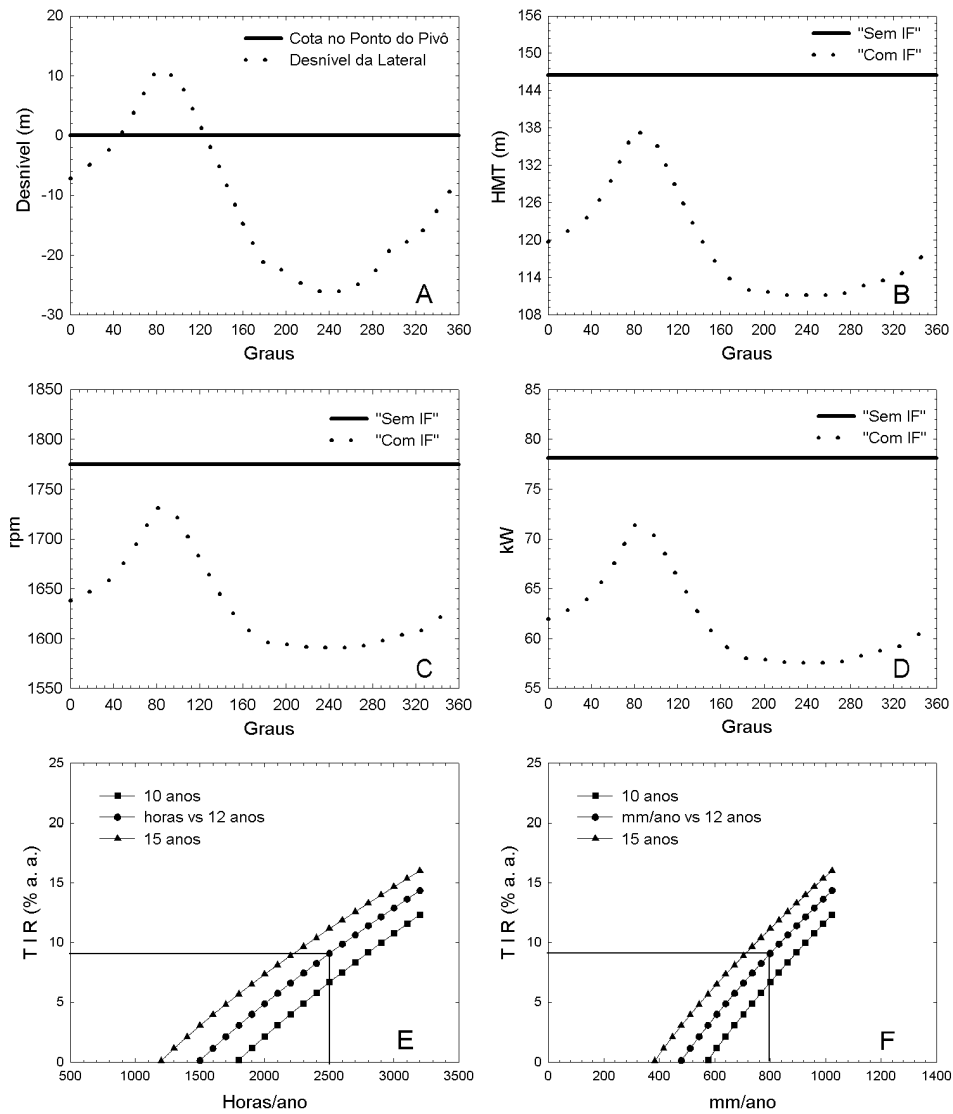 20
10
0
-10
-20
-30
Desnível (m)
Cota no Ponto do Pivô
Desnível da Lateral
A
0 40 80 120 160 200 240 280 320 360
Graus
156
150
144
138
132
126
120
114
108
HMT (m)
"Sem IF"
"Com IF"
B
0 40 80 120 160 200 240 280 320 360
Graus
1850
1800
1750
1700
1650
1600
1550
rpm
"Sem IF"
"Com IF"
C
0 40 80 120 160 200 240 280 320 360
Graus
85
80
75
70
65
60
55
kW
"Sem IF"
"Com IF"
D
0 40 80 120 160 200 240 280 320 360
Graus
25
20
15
10
5
0
T I R (% a. a.)
10 anos
horas vs 12 anos
15 anos
E
500 1000 1500 2000 2500 3000 3500
Horas/ano
25
20
15
10
5
0
T I R (% a. a.)
10 anos
mm/ano vs 12 anos
15 anos
F
0 200 400 600 800 1000 1200 1400
mm/ano